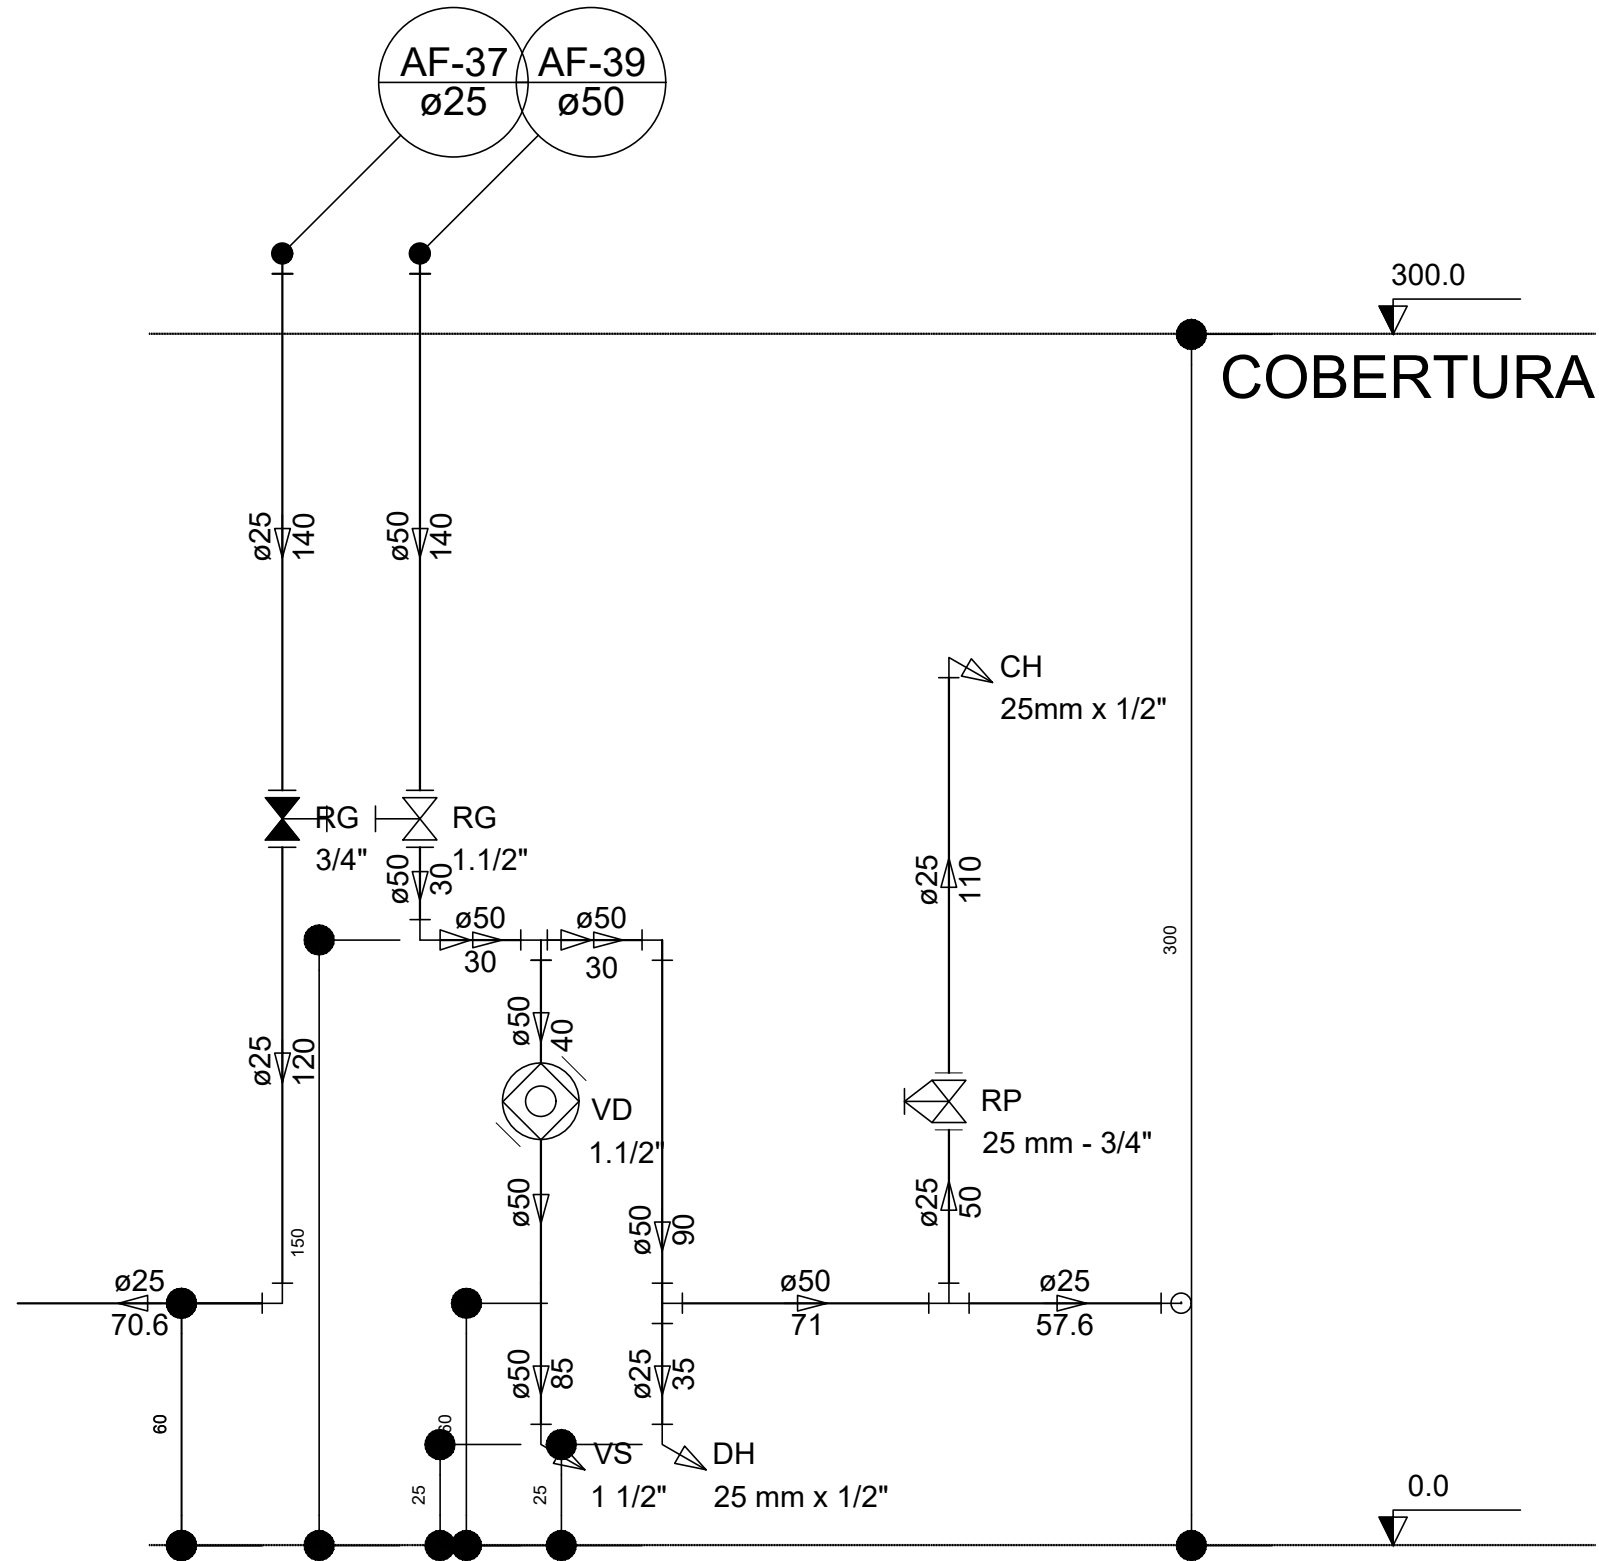 AF-37
ø25
AF-39
ø50
300.0
COBERTURA
ø25
140
ø50
140
CH
25mm x 1/2"
RG
3/4"
RG
1.1/2"
ø50
30
ø25
110
ø50
30
ø50
30
300
ø50
40
ø25
120
VD
1.1/2"
RP
25 mm - 3/4"
ø50
ø50
90
ø25
50
150
ø25
70.6
ø50
71
ø25
57.6
ø50
85
ø25
35
60
60
VS
1 1/2"
DH
25 mm x 1/2"
25
25
0.0